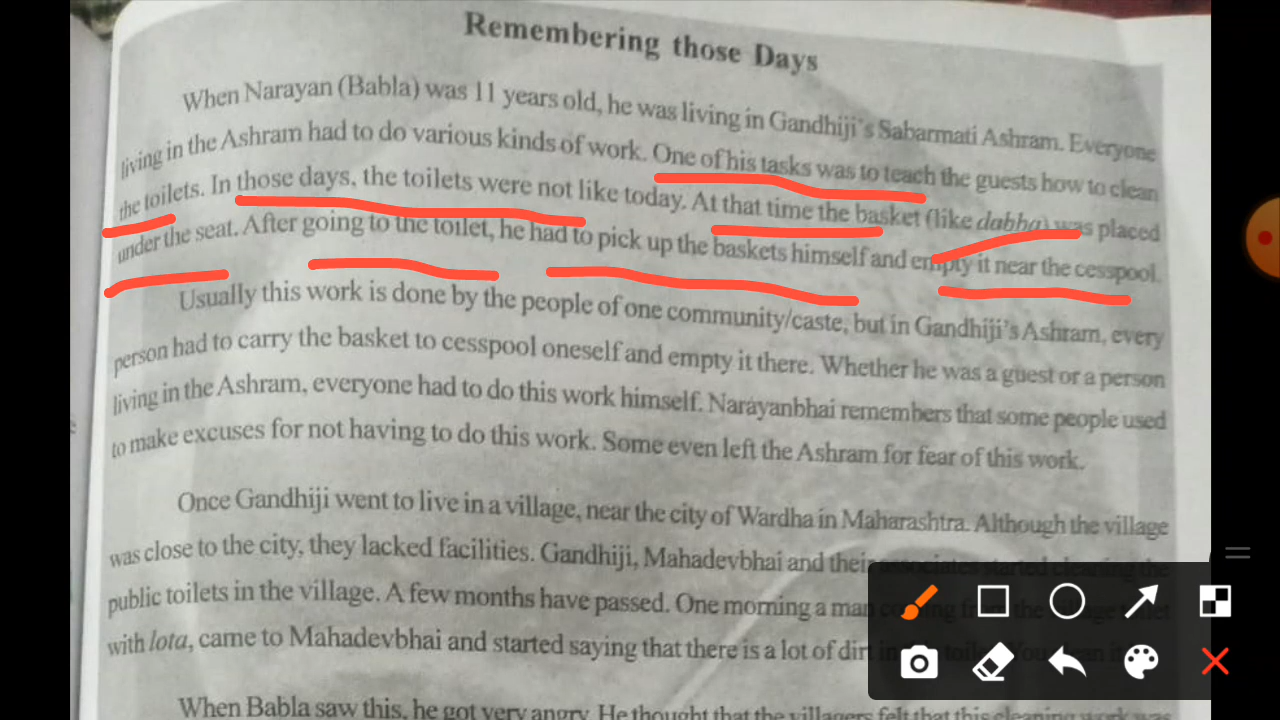 Remembering those Days
When Narayan (Babla) was 11 years old, he was living in Gandhiji's Sabarmati Ashram. Everyone
living in the Ashram had to do various kinds of work. One of his tasks was to teach the guests how to clean
the toilets. In those days, the toilets were not like today. At that time the basket (like dabba) was placed
under the seat. After going to the toilet, he had to pick up the baskets himself and empty it near the cesspool.
Usually this work is done by the people of one community/caste, but in Gandhiji's Ashram, every
person had to carry the basket to cesspool oneself and empty it there. Whether he was a guest or a person
living in the Ashram, everyone had to do this work himself. Narayanbhai remembers that some people used
to make excuses for not having to do this work. Some even left the Ashram for fear of this work.
Once Gandhiji went to live in a village, near the city of Wardha in Maharashtra. Although the village
was close to the city, they lacked facilities. Gandhiji, Mahadevbhai and their associates started cleaning the
public toilets in the village. A few months have passed. One morning a man coming from the village toilet
with lota, came to Mahadevbhai and started saying that there is a lot of dirt in
When Babla saw this, he got very angry. He thought that the villagers felt that this cleaning work was